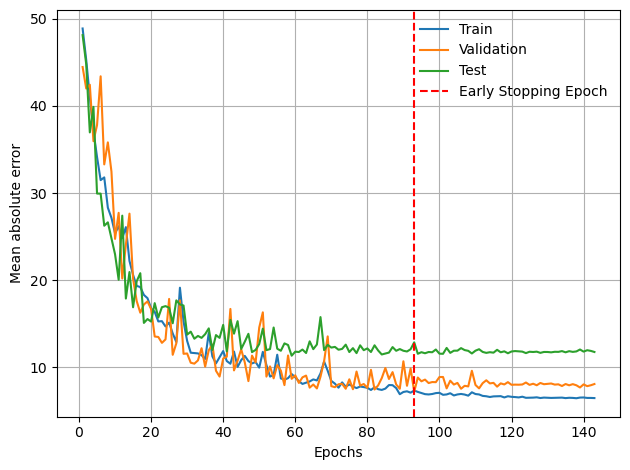 50
40
30
20
10
Mean absolute error
0
20
40
60
80
100
120
140
Epochs
Train
Validation
Test
Early Stopping Epoch